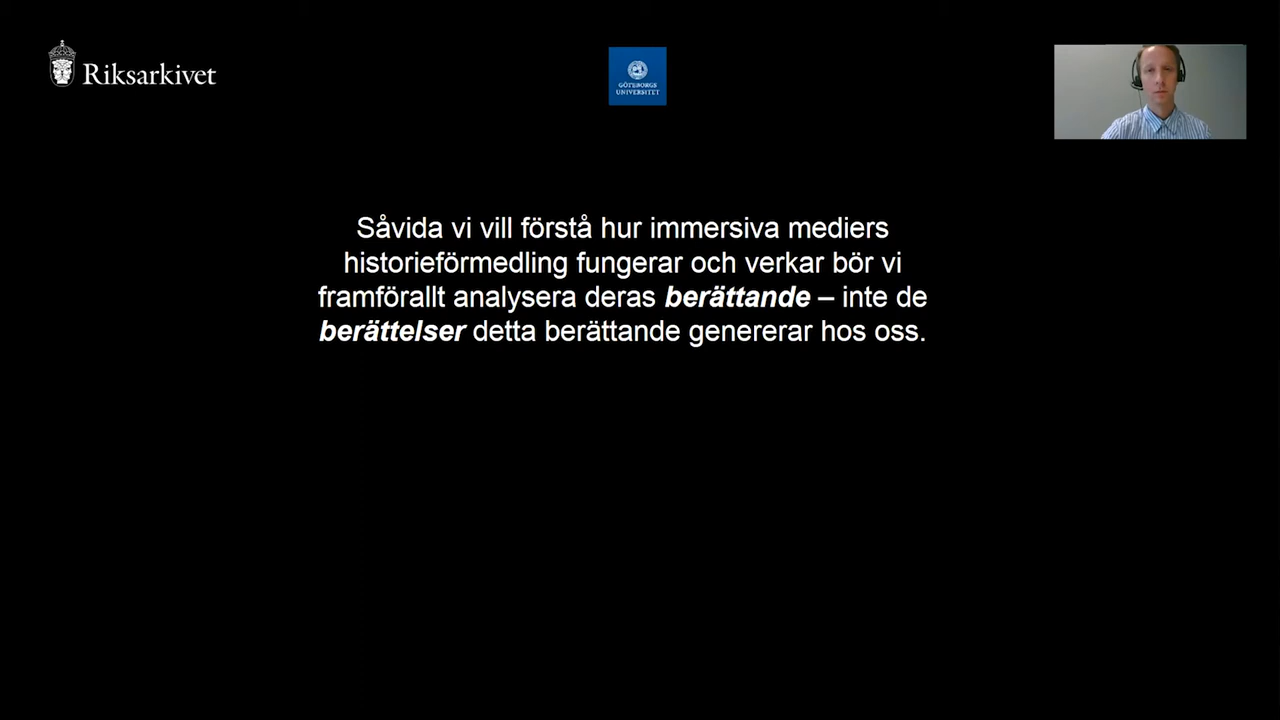 Riksarkivet
GÖTEBORGS
UNIVERSITET
Såvida vi vill förstå hur immersiva mediers
historieförmedling fungerar och verkar bör vi
framförallt analysera deras berättande – inte de
berättelser detta berättande genererar hos oss.